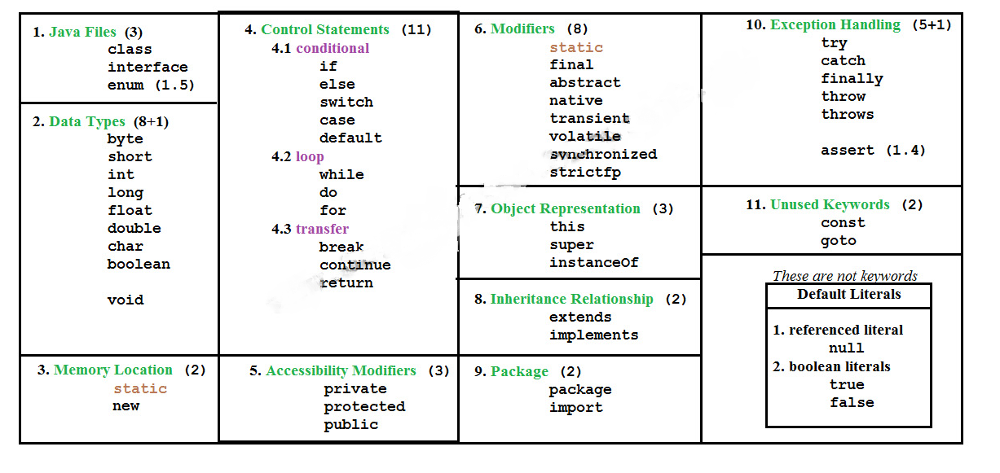 1. Java Files (3)
class
interface
enum (1.5)
2. Data Types (8+1)
byte
short
int
long
float
double
char
boolean
void
3. Memory Location (2)
static
new
4. Control Statements (11)
4.1 conditional
if
else
switch
case
default
4.2 loop
while
do
for
4.3 transfer
break
continue
return
5. Accessibility Modifiers (3)
private
protected
public
6. Modifiers (8)
static
final
abstract
native
transient
volatile
synchronized
strictfp
7. Object Representation (3)
this
super
instanceOf
8. Inheritance Relationship (2)
extends
implements
9. Package (2)
package
import
10. Exception Handling (5+1)
try
catch
finally
throw
throws
assert (1.4)
11. Unused Keywords (2)
const
goto
These are not keywords
Default Literals
1. referenced literal
null
2. boolean literals
true
false